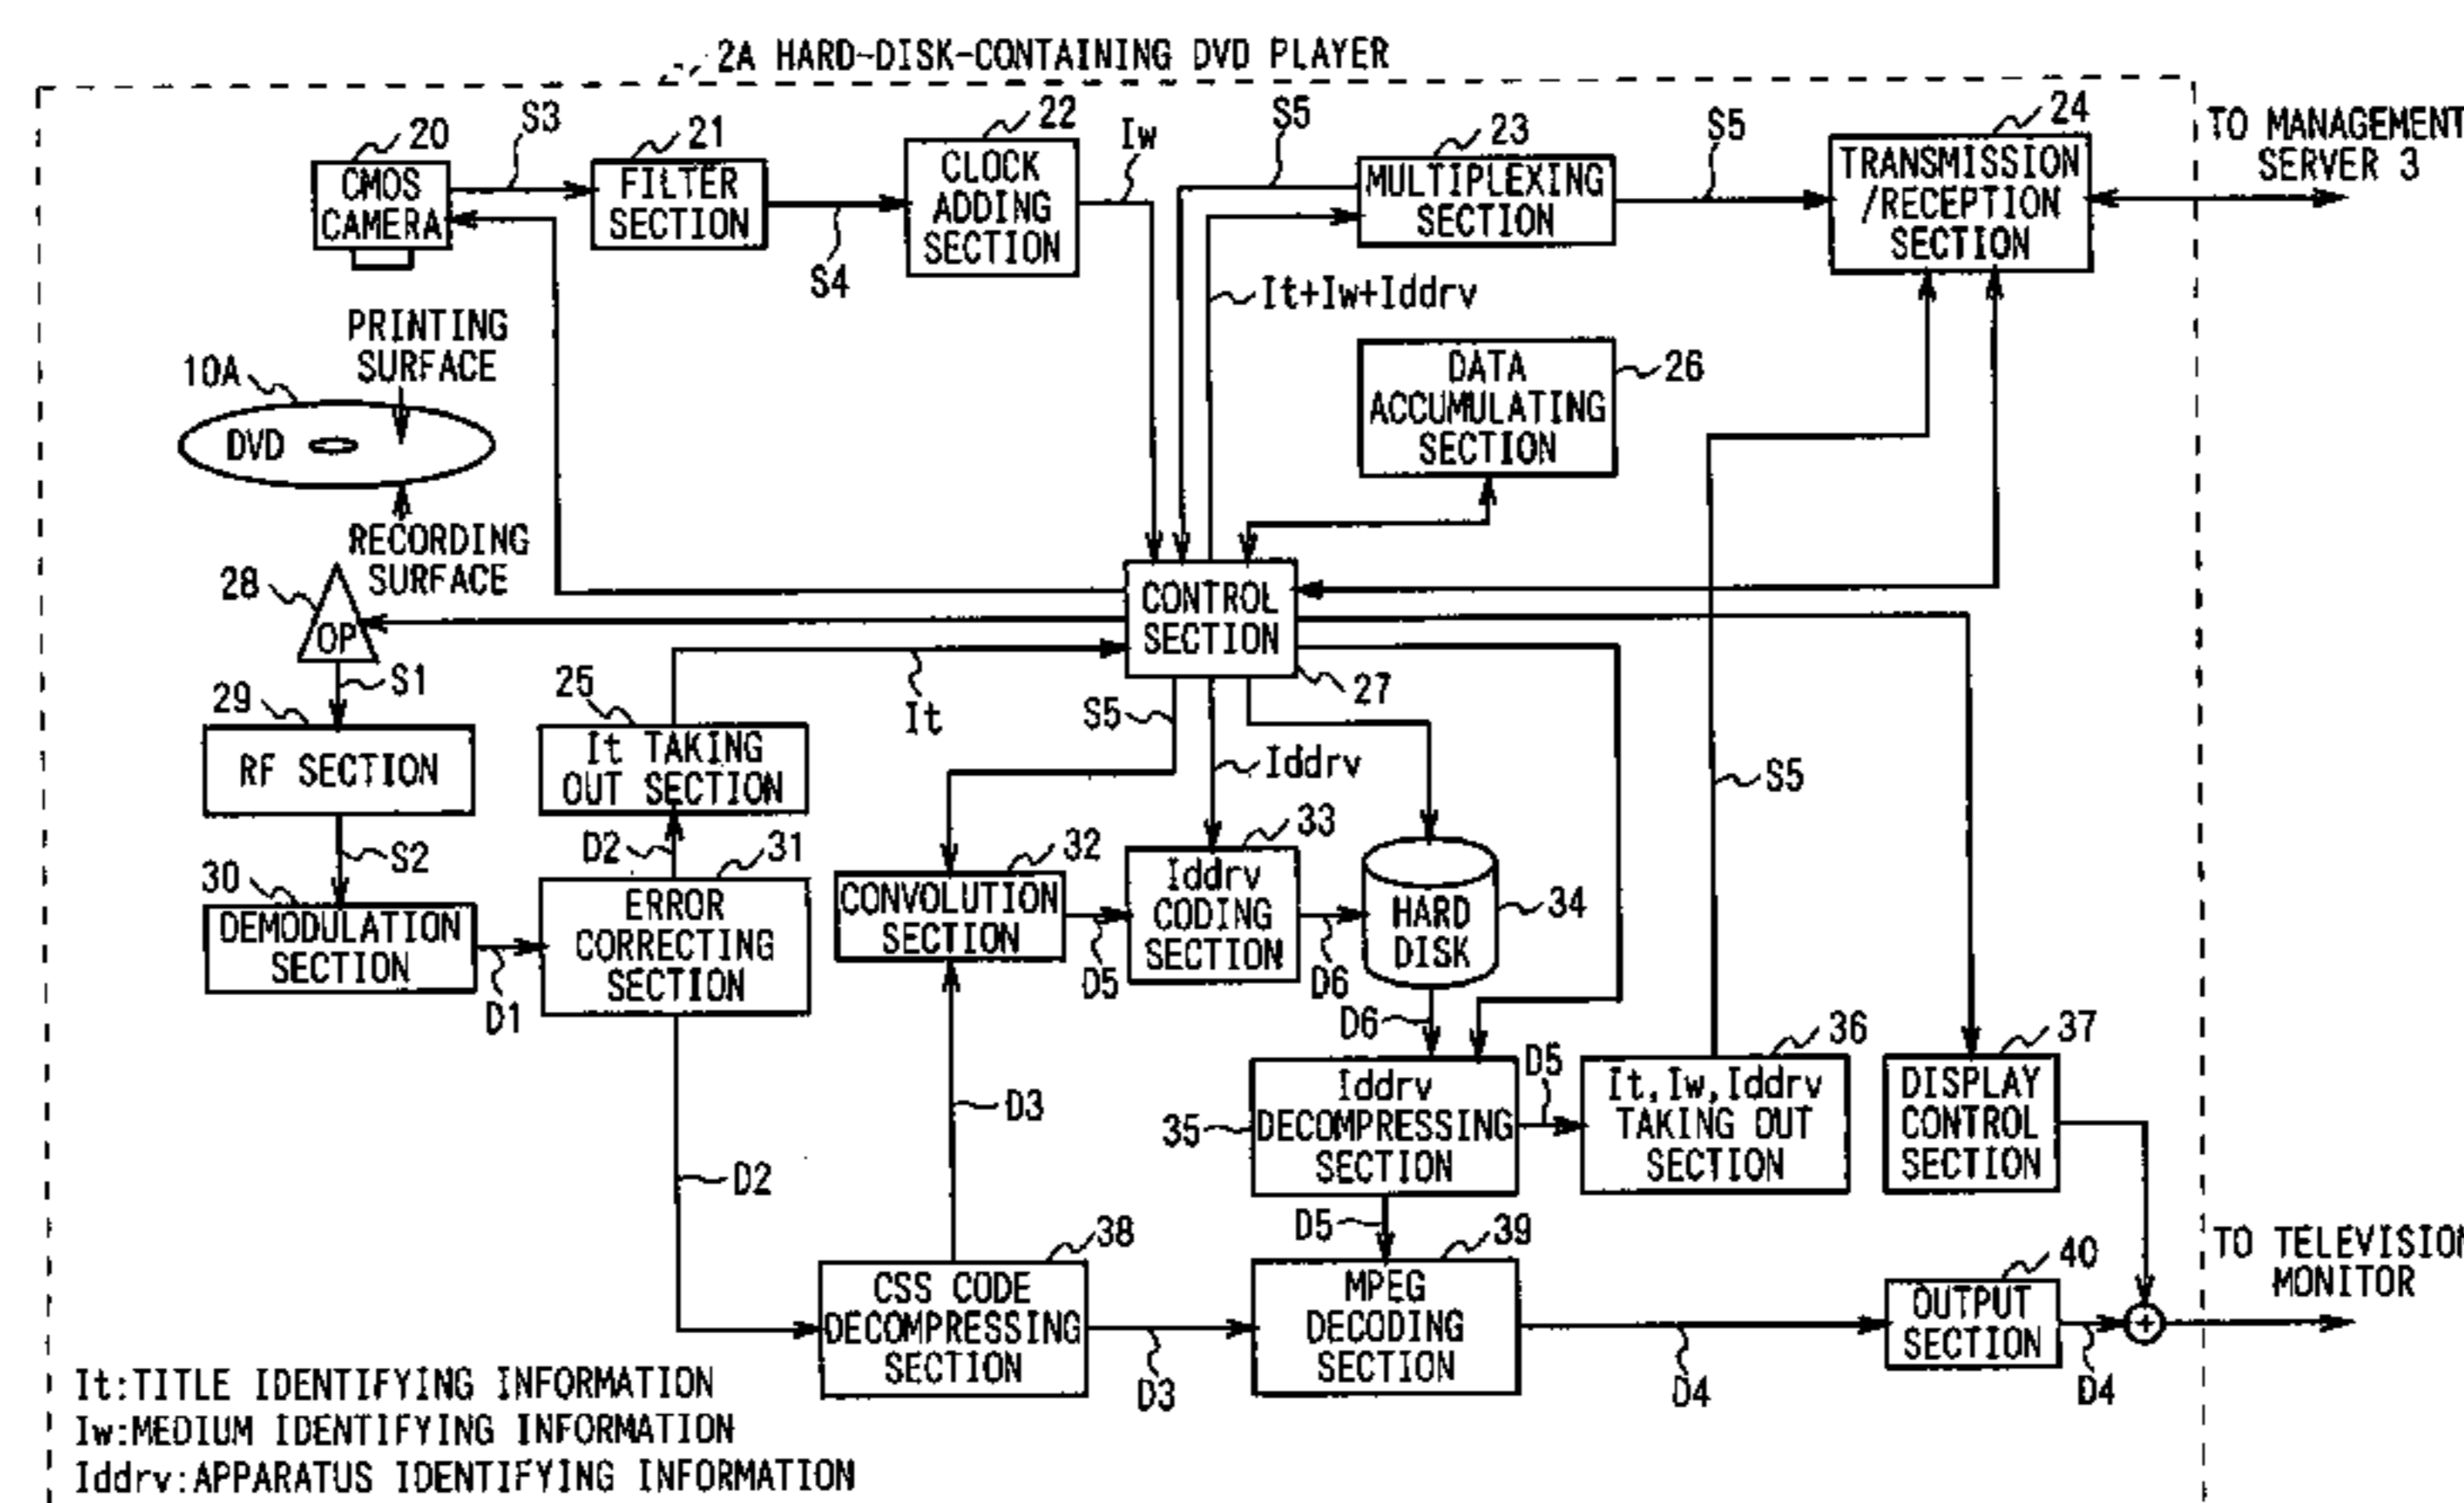 2A HARD-DISK-CONTAINING DVD PLAYER
20
CMOS
CAMERA
S3
21
FILTER
SECTION
S4
22
CLOCK
ADDING
SECTION
Iw
S5
23
MULTIPLEXING
SECTION
S5
24
TRANSMISSION
/RECEPTION
SECTION
TO MANAGEMENT
SERVER 3
It+Iw+Iddrv
PRINTING
SURFACE
10A
DVD
RECORDING
SURFACE
DATA
ACCUMULATING
SECTION
26
28
OP
S1
CONTROL
SECTION
27
29
RF SECTION
S2
25
It TAKING
OUT SECTION
It
D2
S5
Iddrv
S5
30
DEMODULATION
SECTION
D1
31
ERROR
CORRECTING
SECTION
D2
32
CONVOLUTION
SECTION
D5
33
Iddrv
CODING
SECTION
D6
HARD
DISK
34
D6
D3
35
Iddrv
DECOMPRESSING
SECTION
D5
36
It,Iw,Iddrv
TAKING OUT
SECTION
37
DISPLAY
CONTROL
SECTION
D5
38
CSS CODE
DECOMPRESSING
SECTION
D3
39
MPEG
DECODING
SECTION
D4
40
OUTPUT
SECTION
D4
+
TO TELEVISION
MONITOR
It:TITLE IDENTIFYING INFORMATION
Iw:MEDIUM IDENTIFYING INFORMATION
Iddrv:APPARATUS IDENTIFYING INFORMATION